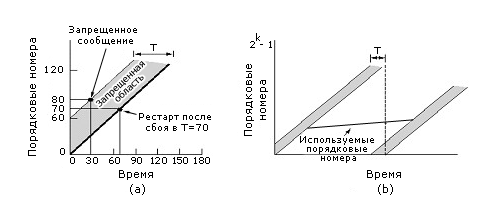 Запрещенное
сообщение
T
Порядковые номера
120
80
70
60
0
Запрещенная
область
Рестарт после
сбоя в T=70
0 30 60 90 120 150 180
Время
(a)
2^k - 1
T
Порядковые
номера
Используемые
порядковые
номера
Время
(b)